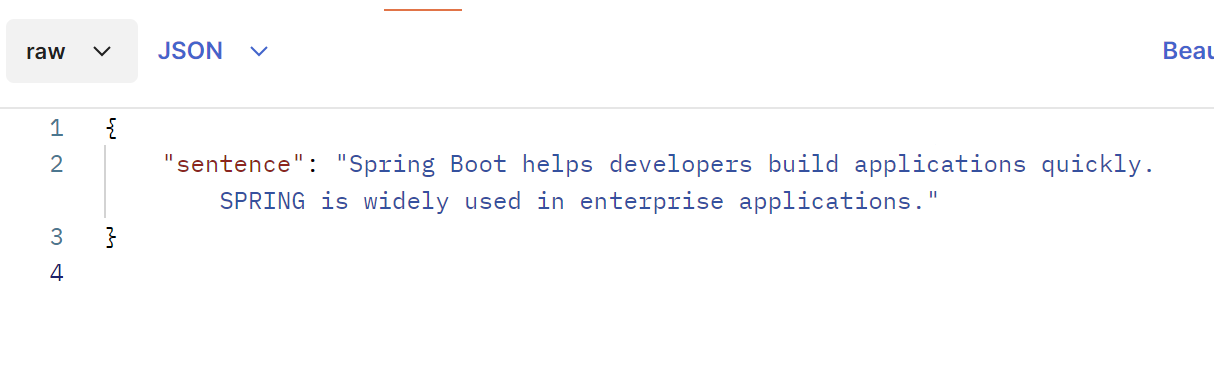 raw JSON Beau
1 {
2 "sentence": "Spring Boot helps developers build applications quickly.
SPRING is widely used in enterprise applications."
3 }
4